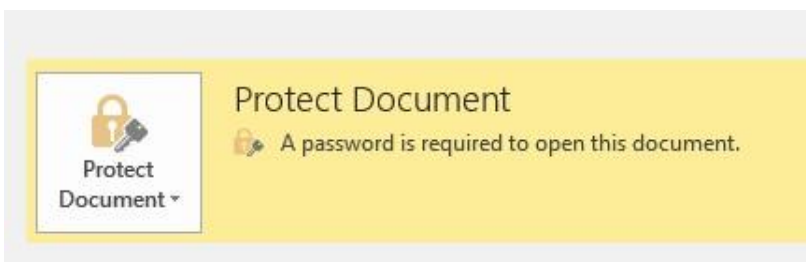 Protect Document
A password is required to open this document.
Protect
Document